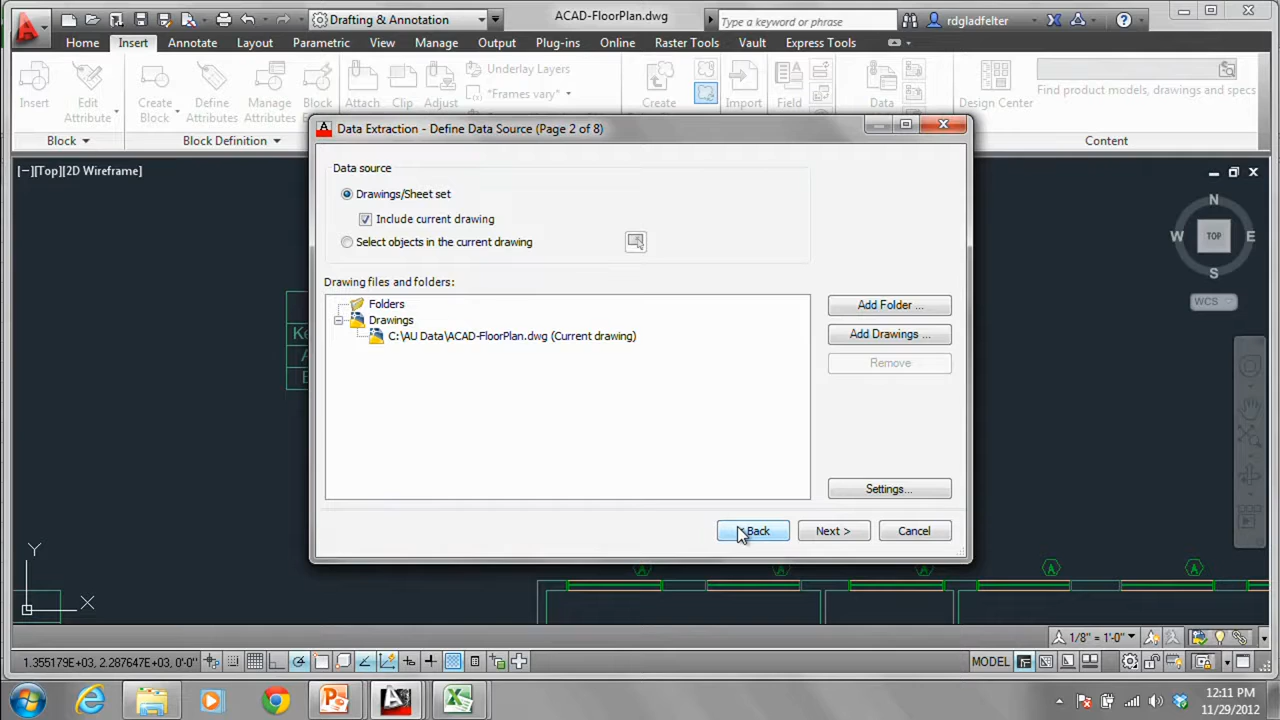 Drafting & Annotation
ACAD-FloorPlan.dwg
Type a keyword or phrase
rdgladfelter
Home Insert Annotate Layout Parametric View Manage Output Plug-ins Online Raster Tools Vault Express Tools
Insert
Edit Attribute
Create Block
Define Attributes
Manage Attributes
Block
Attach
Clip
Adjust
Underlay Layers
*Frames vary*
Create
Import
Field
Data
Design Center
Find product models, drawings and specs
Block
Block Definition
Content
[−][Top][2D Wireframe]
Data Extraction - Define Data Source (Page 2 of 8)
Data source
Drawings/Sheet set
Include current drawing
Select objects in the current drawing
Drawing files and folders:
Folders
Drawings
C:\AU Data\ACAD-FloorPlan.dwg (Current drawing)
Add Folder ...
Add Drawings ...
Remove
Settings...
Back
Next >
Cancel
N
W
TOP
E
S
WCS
Y
X
A A A A A
1/8" = 1'-0"
1.355179E+03, 2.287647E+03, 0'-0"
MODEL
12:11 PM
11/29/2012